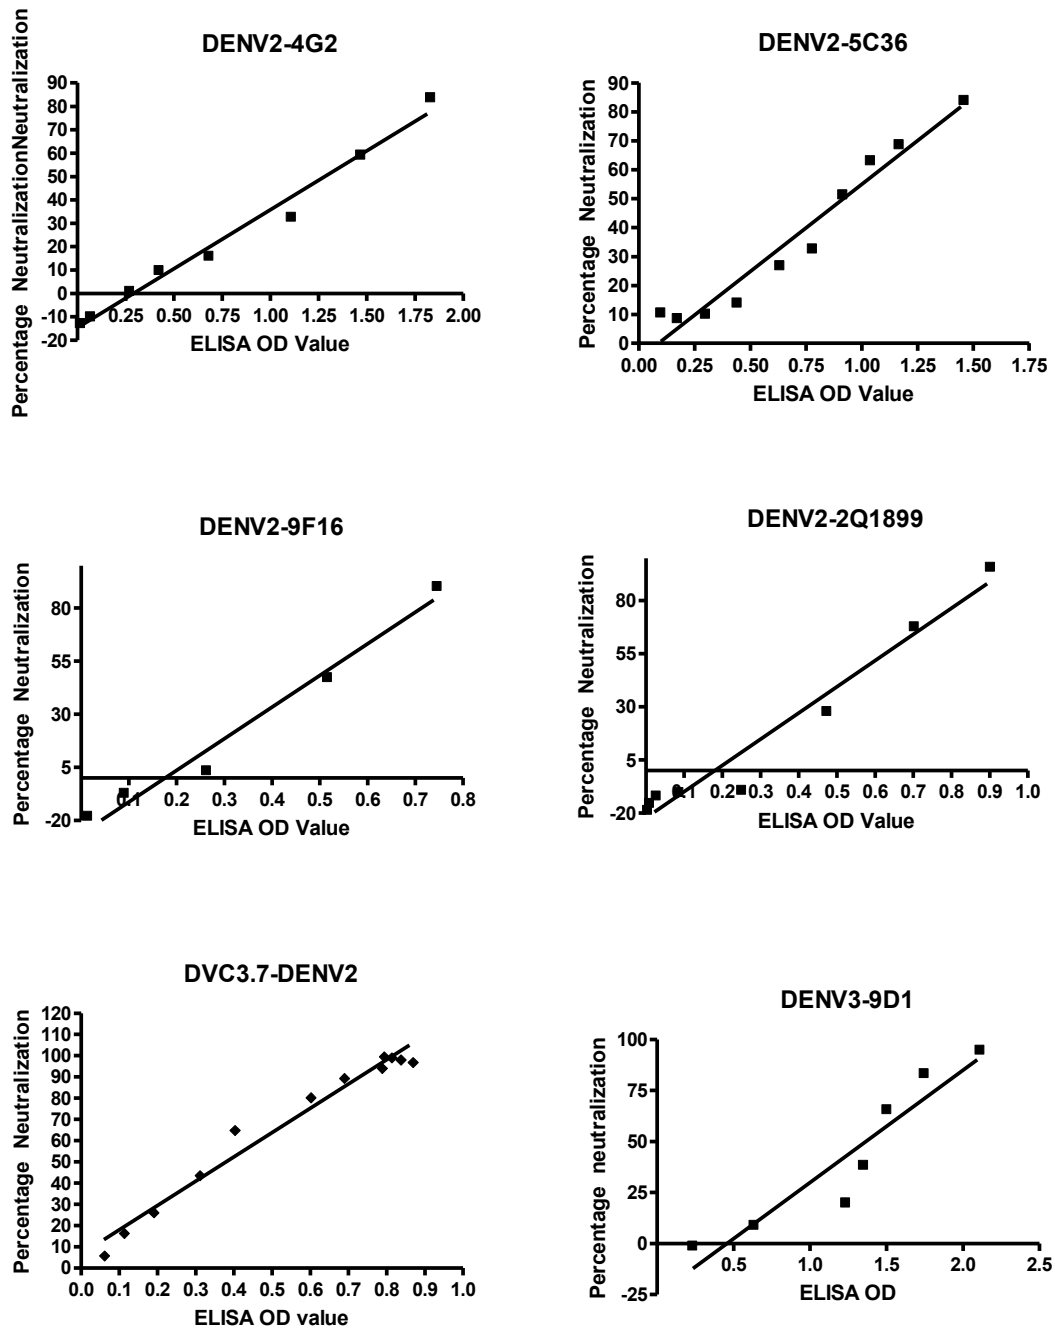 DENV2-4G2
Percentage NeutralizationNeutralization
90
80
70
60
50
40
30
20
10
0
-10
-20
0.25 0.50 0.75 1.00 1.25 1.50 1.75 2.00
ELISA OD Value
DENV2-5C36
Percentage Neutralization
90
80
70
60
50
40
30
20
10
0
0.00 0.25 0.50 0.75 1.00 1.25 1.50 1.75
ELISA OD Value
DENV2-9F16
Percentage Neutralization
80
55
30
5
-20
0.1 0.2 0.3 0.4 0.5 0.6 0.7 0.8
ELISA OD Value
DENV2-2Q1899
Percentage Neutralization
80
55
30
5
-20
0.1 0.2 0.3 0.4 0.5 0.6 0.7 0.8 0.9 1.0
ELISA OD Value
DVC3.7-DENV2
Percentage Neutralization
120
110
100
90
80
70
60
50
40
30
20
10
0
0.0 0.1 0.2 0.3 0.4 0.5 0.6 0.7 0.8 0.9 1.0
ELISA OD value
DENV3-9D1
Percentage neutralization
100
75
50
25
0
-25
0.5 1.0 1.5 2.0 2.5
ELISA OD